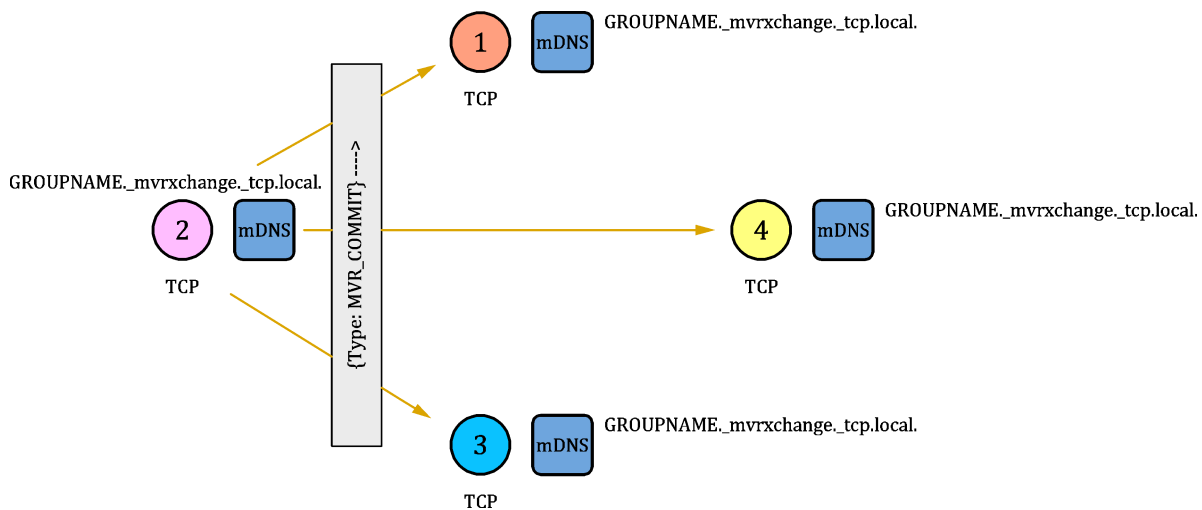 1
mDNS
GROUPNAME._mvrxchange._tcp.local.
TCP
{Type: MVR_COMMIT} ---->
GROUPNAME._mvrxchange._tcp.local.
2
mDNS
TCP
4
mDNS
GROUPNAME._mvrxchange._tcp.local.
TCP
3
mDNS
GROUPNAME._mvrxchange._tcp.local.
TCP